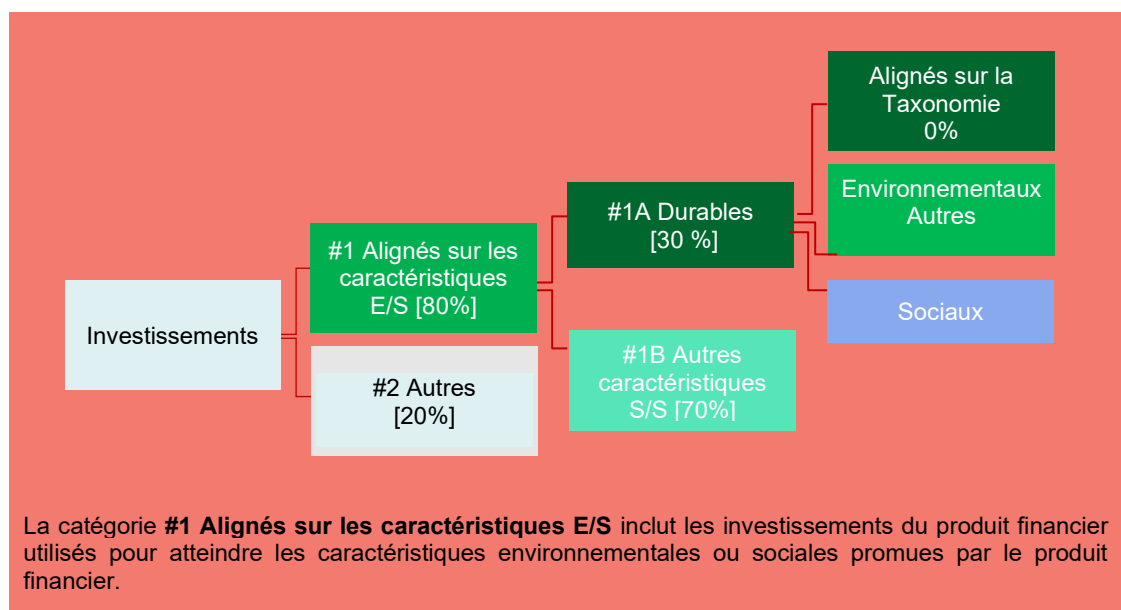 Alignés sur la
Taxonomie
0%
Environnementaux
Autres
#1A Durables
[30 %]
#1 Alignés sur les
caractéristiques
E/S [80%]
Sociaux
Investissements
#1B Autres
caractéristiques
S/S [70%]
#2 Autres
[20%]
La catégorie #1 Alignés sur les caractéristiques E/S inclut les investissements du produit financier
utilisés pour atteindre les caractéristiques environnementales ou sociales promues par le produit
financier.